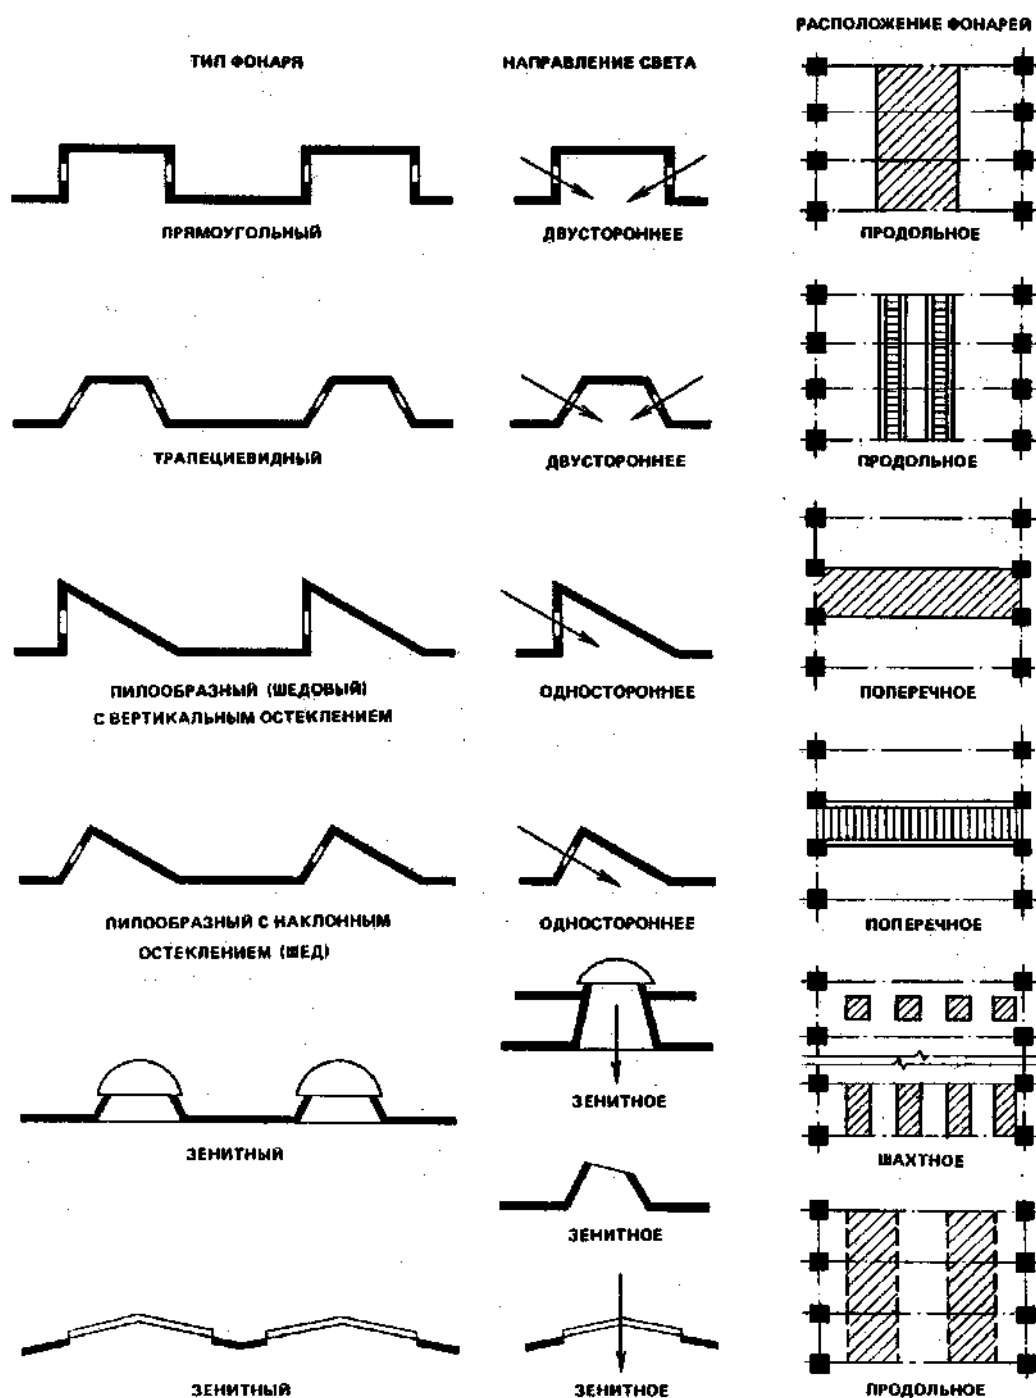 ТИП ФОНАРЯ
НАПРАВЛЕНИЕ СВЕТА
РАСПОЛОЖЕНИЕ ФОНАРЕЙ
ПРЯМОУГОЛЬНЫЙ
ДВУСТОРОННЕЕ
ПРОДОЛЬНОЕ
ТРАПЕЦИЕВИДНЫЙ
ДВУСТОРОННЕЕ
ПРОДОЛЬНОЕ
ПИЛООБРАЗНЫЙ (ШЕДОВЫЙ)
С ВЕРТИКАЛЬНЫМ ОСТЕКЛЕНИЕМ
ОДНОСТОРОННЕЕ
ПОПЕРЕЧНОЕ
ПИЛООБРАЗНЫЙ С НАКЛОННЫМ
ОСТЕКЛЕНИЕМ (ШЕД)
ОДНОСТОРОННЕЕ
ПОПЕРЕЧНОЕ
ЗЕНИТНЫЙ
ЗЕНИТНОЕ
ШАХТНОЕ
ЗЕНИТНОЕ
ЗЕНИТНЫЙ
ЗЕНИТНОЕ
ПРОДОЛЬНОЕ